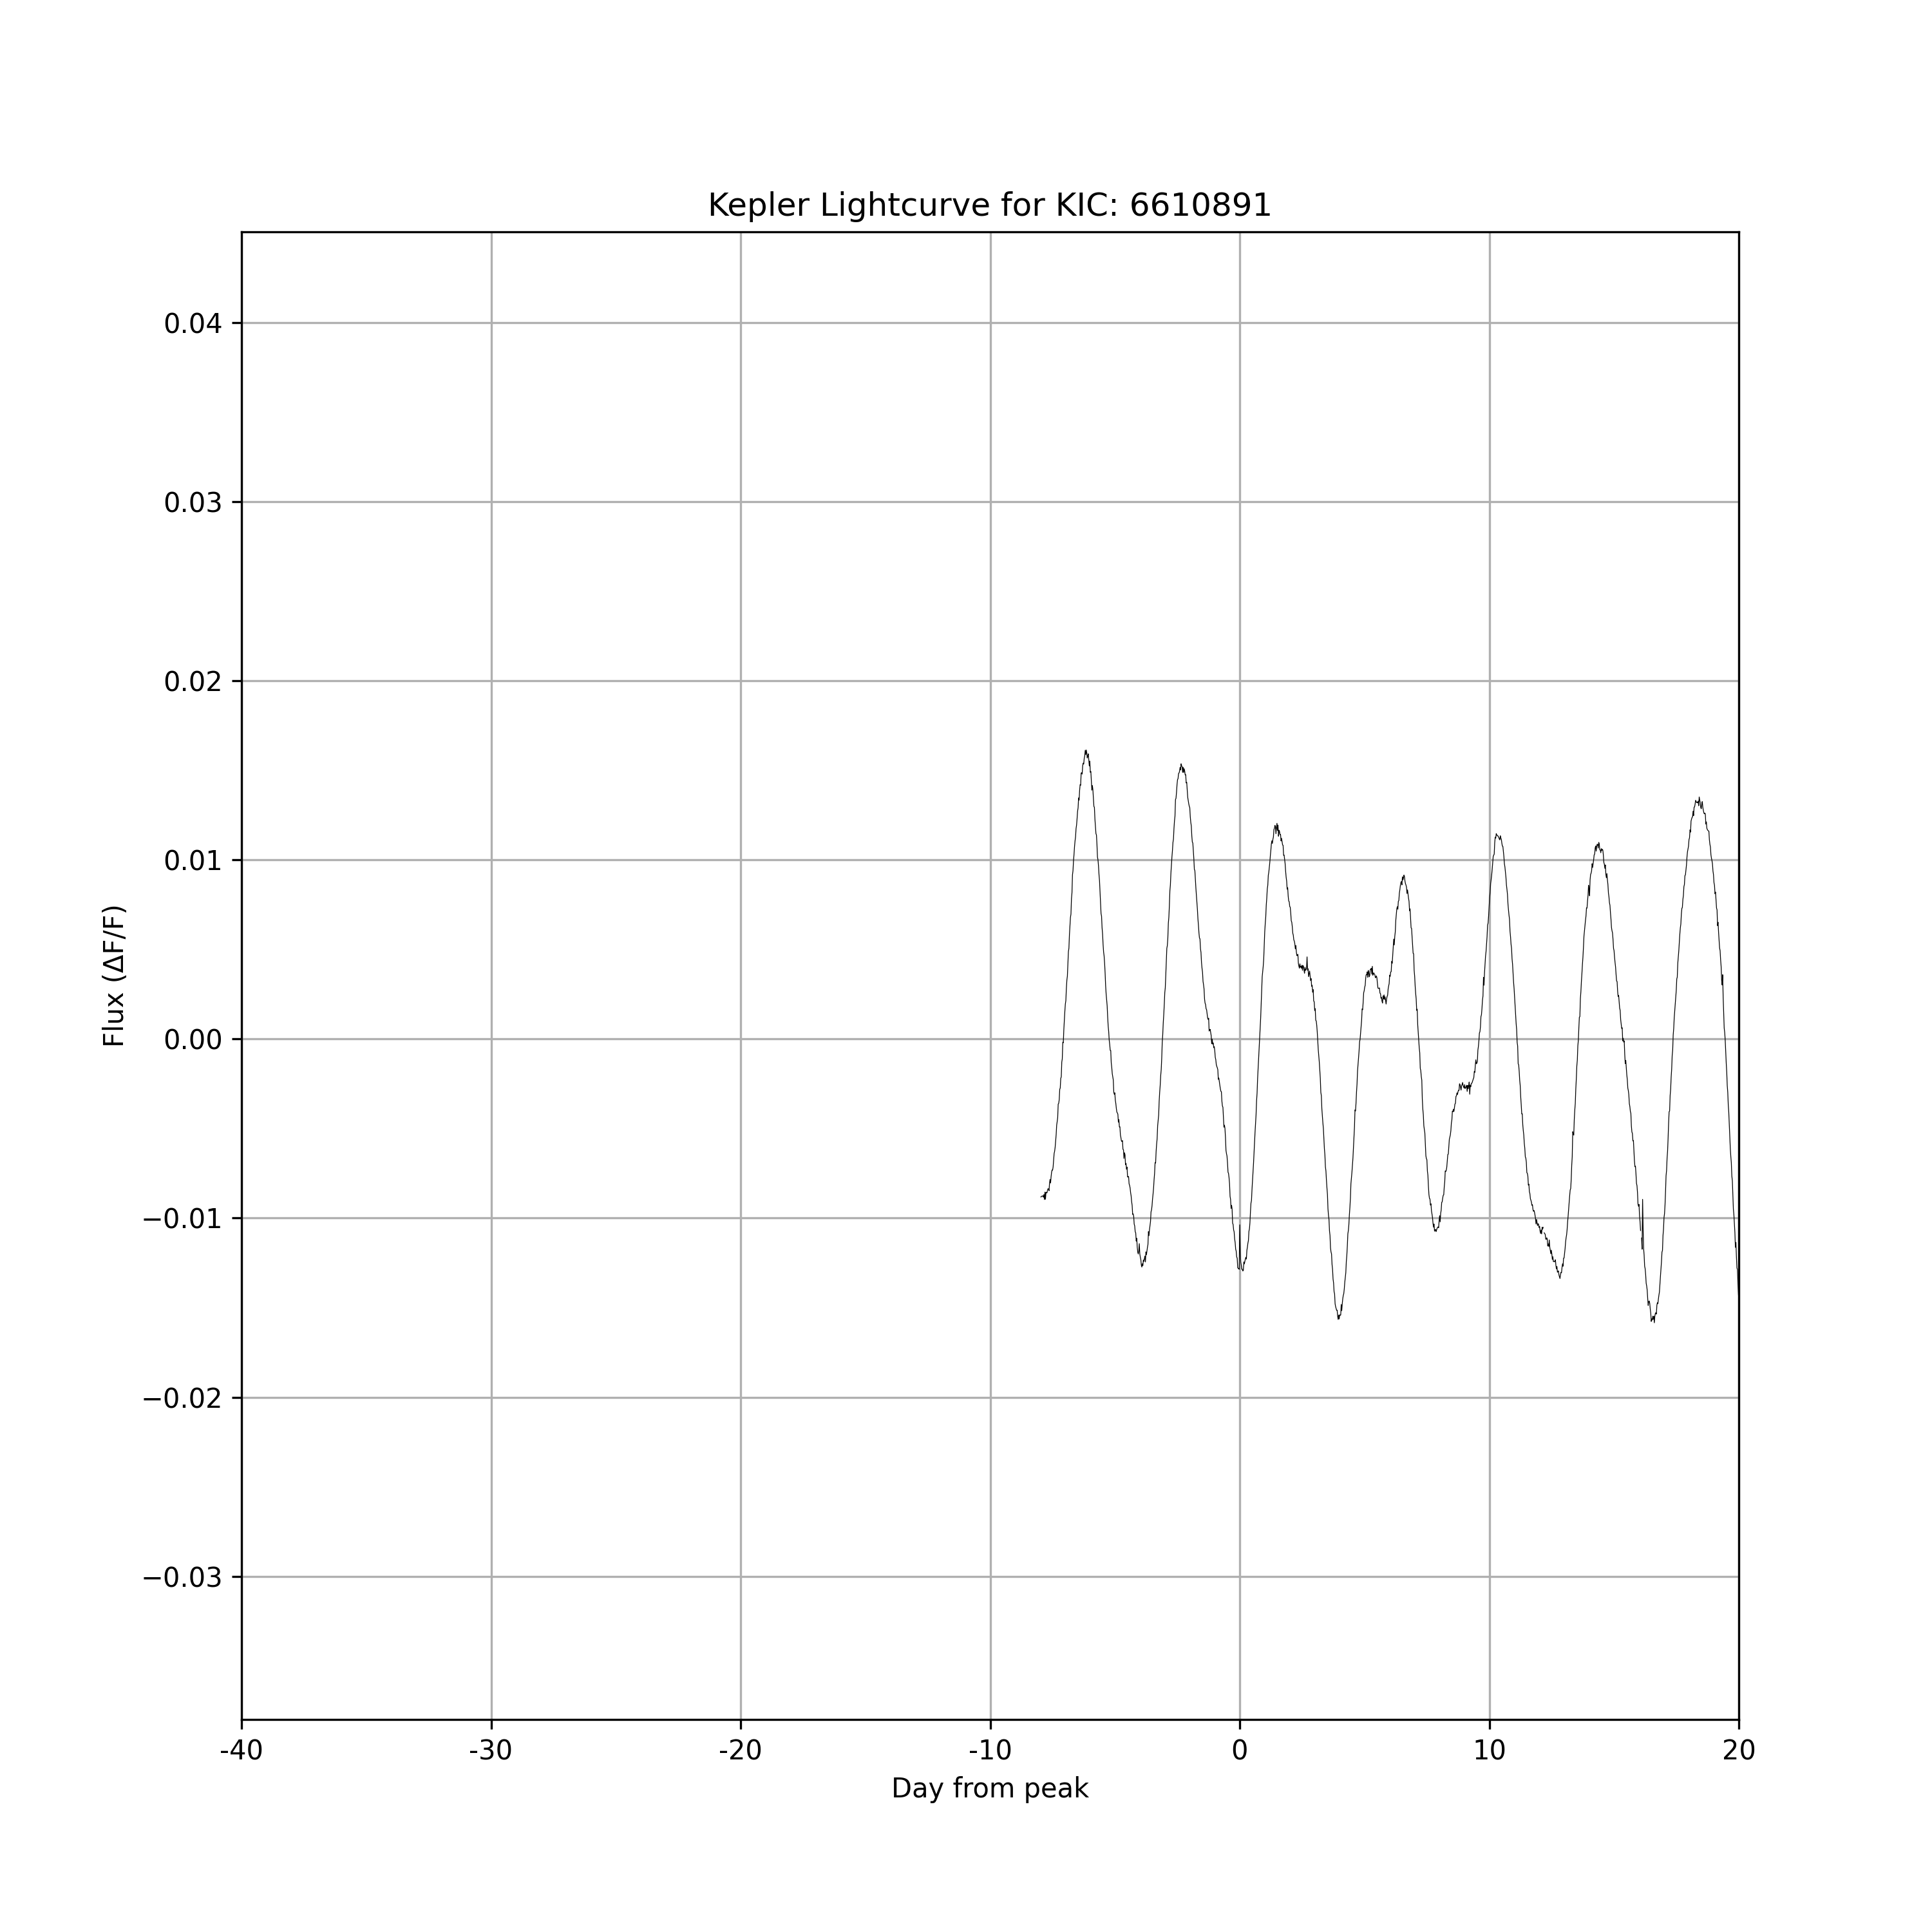 Kepler Lightcurve for KIC: 6610891
0.04
0.03
0.02
0.01
0.00
−0.01
−0.02
−0.03
Flux (ΔF/F)
-40 -30 -20 -10 0 10 20
Day from peak